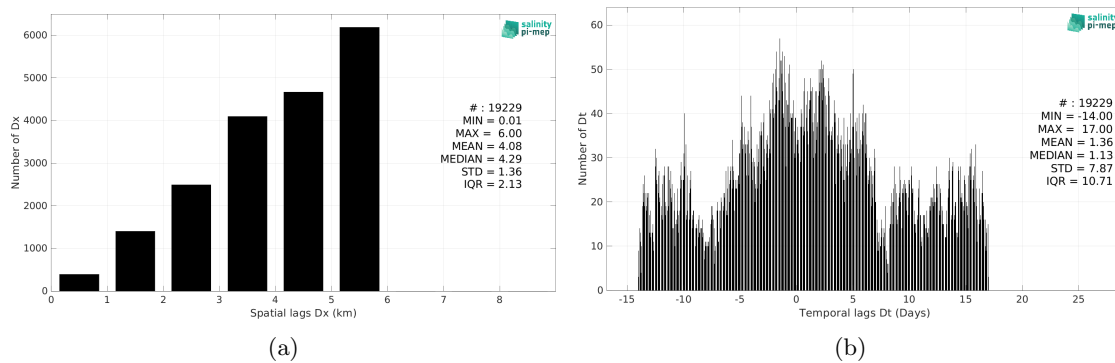 salinity
pi-mep
6000
5000
4000
3000
2000
1000
0
Number of Dx
# : 19229
MIN = 0.01
MAX = 6.00
MEAN = 4.08
MEDIAN = 4.29
STD = 1.36
IQR = 2.13
0 1 2 3 4 5 6 7 8
Spatial lags Dx (km)
(a)
salinity
pi-mep
60
50
40
30
20
10
0
Number of Dt
# : 19229
MIN = -14.00
MAX = 17.00
MEAN = 1.36
MEDIAN = 1.13
STD = 7.87
IQR = 10.71
-15 -10 -5 0 5 10 15 20 25
Temporal lags Dt (Days)
(b)